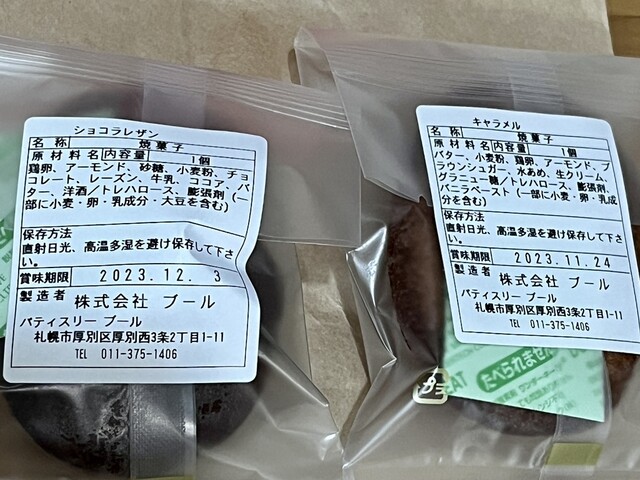 ショコラレザン
名称 焼菓子
原材料名 内容量 1個
鶏卵、アーモンド、砂糖、小麦粉、チョ
コレート、レーズン、牛乳、ココア、バ
ター、洋酒/トレハロース、膨張剤(一
部に小麦・卵・乳成分・大豆を含む)
保存方法
直射日光、高温多湿を避け保存して下さ
い。
賞味期限 2023.12. 3
製造者 株式会社 プール
パティスリー プール
札幌市厚別区厚別西3条2丁目1-11
TEL 011-375-1406
キャラメル
名称 焼菓子
原材料名 内容量 1個
バター、小麦粉、鶏卵、アーモンド、ブ
ラウンシュガー、水あめ、生クリーム、
グラニュー糖/トレハロース、膨張剤、
バニラペースト(一部に小麦・卵・乳成
分を含む)
保存方法
直射日光、高温多湿を避け保存して下さ
い。
賞味期限 2023.11.24
製造者 株式会社 プール
パティスリー プール
札幌市厚別区厚別西3条2丁目1-11
TEL 011-375-1406
EAT たべられません
プラ